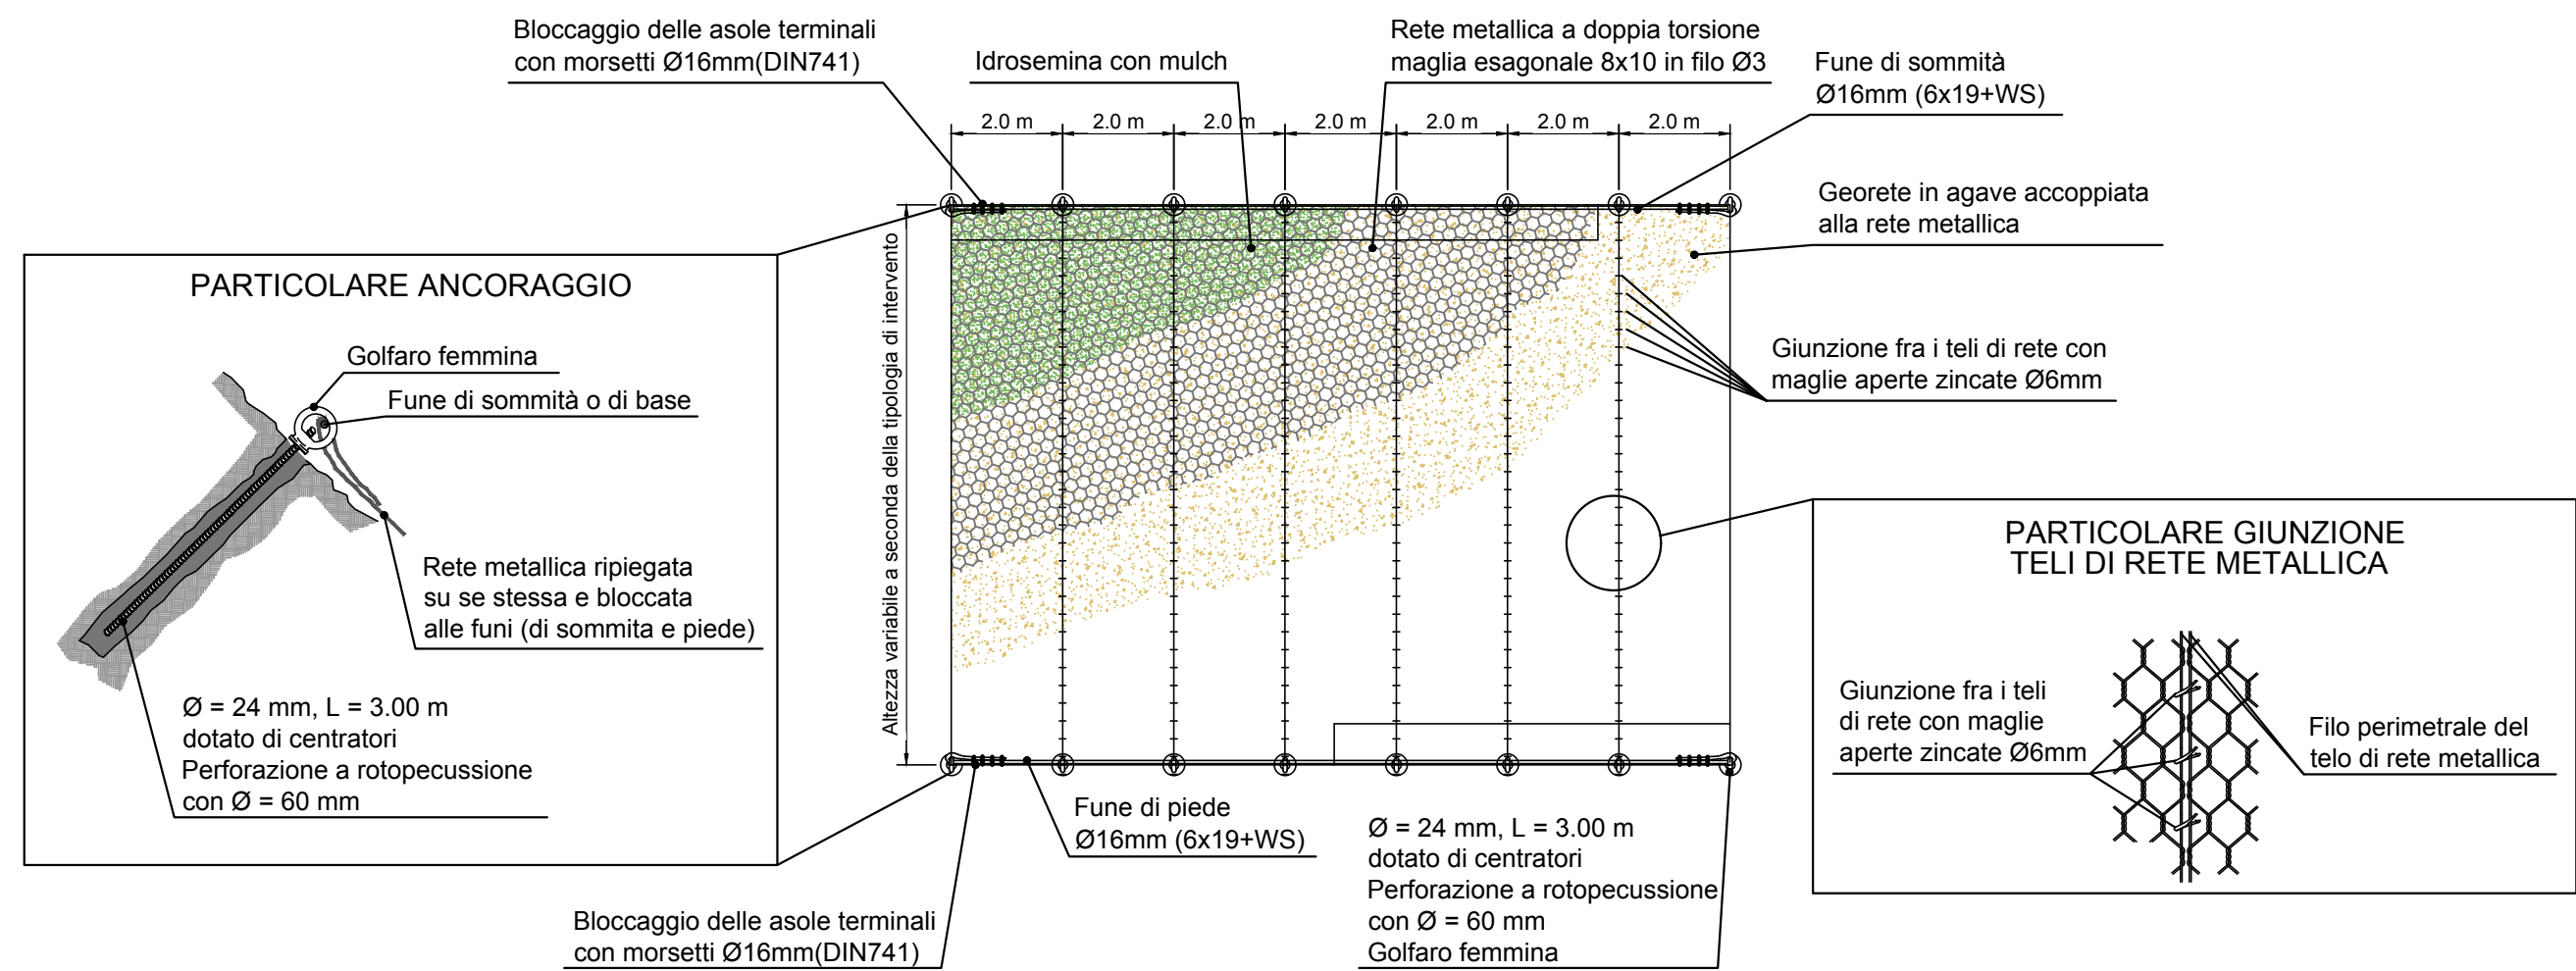 Bloccaggio delle asole terminali
con morsetti Ø16mm(DIN741)
Idrosemina con mulch
Rete metallica a doppia torsione
maglia esagonale 8x10 in filo Ø3
Fune di sommità
Ø16mm (6x19+WS)
2.0 m
2.0 m
2.0 m
2.0 m
2.0 m
2.0 m
2.0 m
Georete in agave accoppiata
alla rete metallica
Giunzione fra i teli di rete con
maglie aperte zincate Ø6mm
Altezza variabile a seconda della tipologia di intervento
PARTICOLARE ANCORAGGIO
Golfaro femmina
Fune di sommità o di base
Rete metallica ripiegata
su se stessa e bloccata
alle funi (di sommita e piede)
Ø = 24 mm, L = 3.00 m
dotato di centratori
Perforazione a rotopecussione
con Ø = 60 mm
PARTICOLARE GIUNZIONE
TELI DI RETE METALLICA
Giunzione fra i teli
di rete con maglie
aperte zincate Ø6mm
Filo perimetrale del
telo di rete metallica
Fune di piede
Ø16mm (6x19+WS)
Ø = 24 mm, L = 3.00 m
dotato di centratori
Perforazione a rotopecussione
con Ø = 60 mm
Golfaro femmina
Bloccaggio delle asole terminali
con morsetti Ø16mm(DIN741)